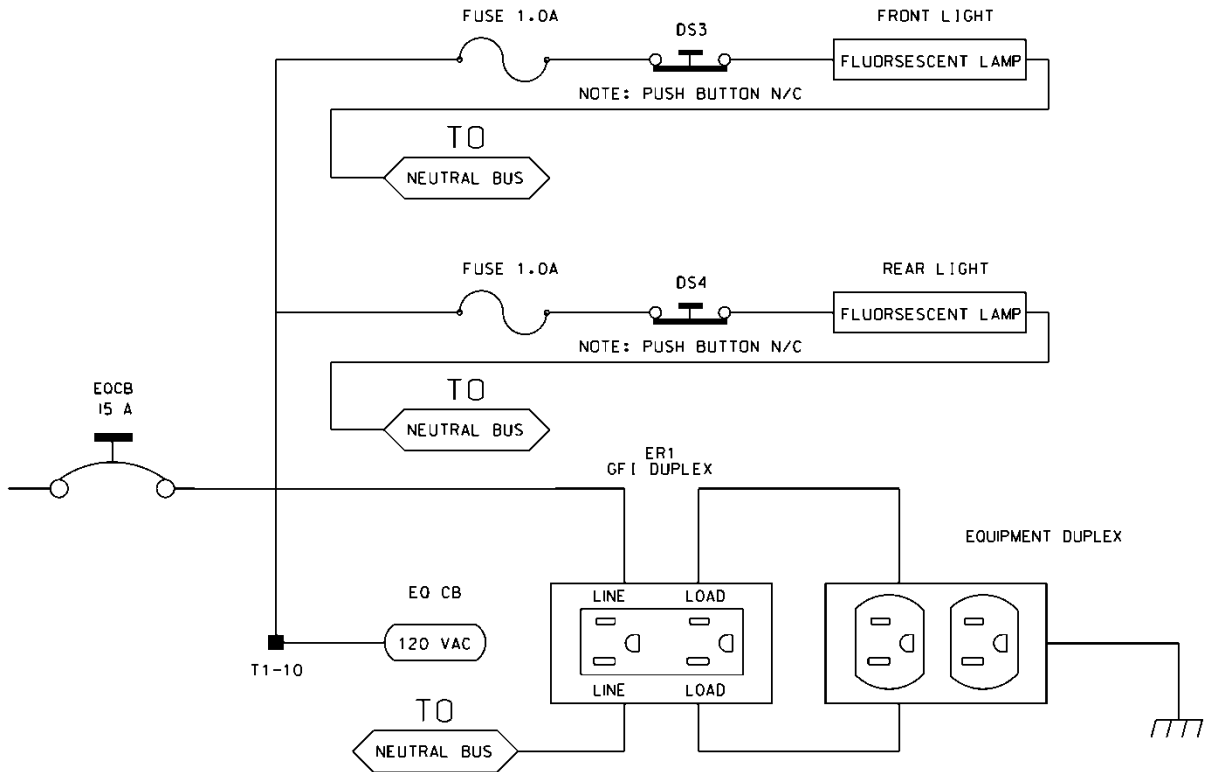 FUSE 1.0A
DS3
FRONT LIGHT
FLUORSESCENT LAMP
NOTE: PUSH BUTTON N/C
TO
NEUTRAL BUS
FUSE 1.0A
DS4
REAR LIGHT
FLUORSESCENT LAMP
NOTE: PUSH BUTTON N/C
TO
NEUTRAL BUS
EQCB
15 A
ER1
GFI DUPLEX
EQUIPMENT DUPLEX
EQ CB
120 VAC
T1-10
LINE LOAD
LINE LOAD
TO
NEUTRAL BUS